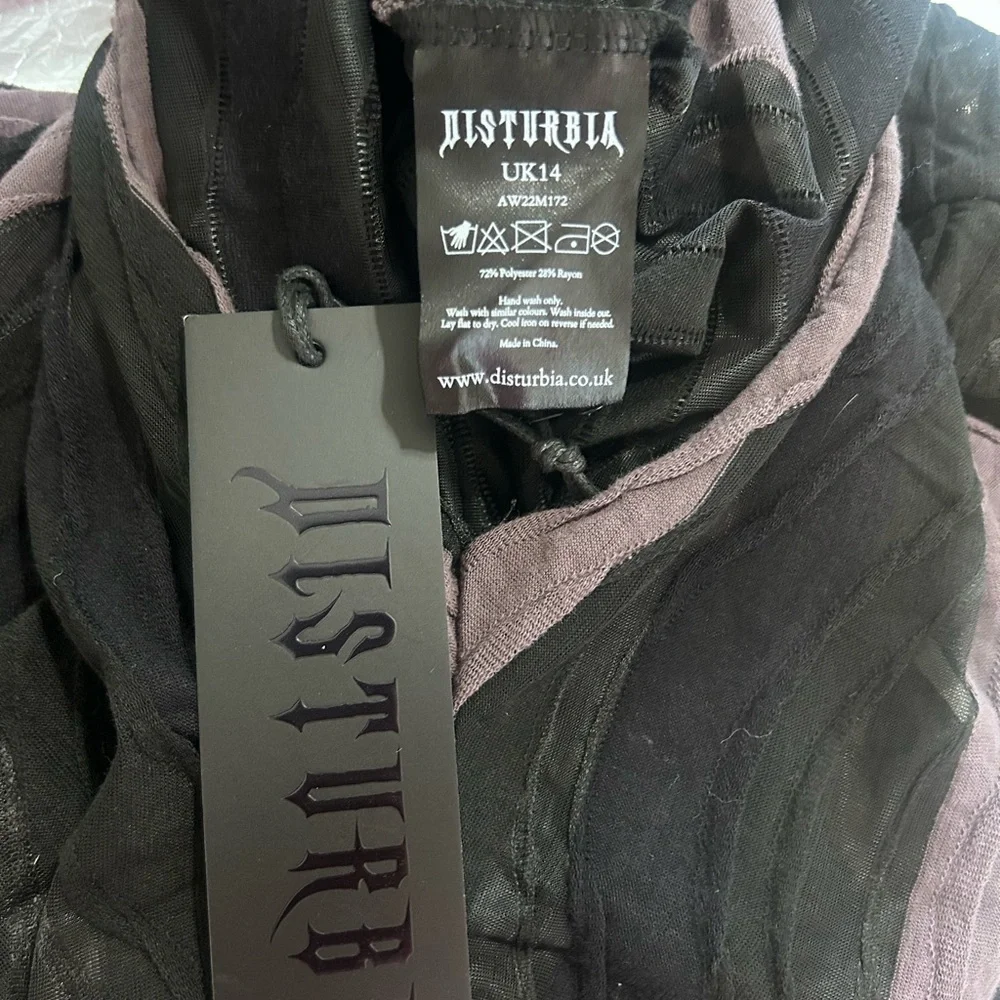 DISTURBIA
UK14
AW22M172
72% Polyester 28% Rayon
Hand wash only.
Wash with similar colours. Wash inside out.
Lay flat to dry. Cool iron on reverse if needed.
Made in China.
www.disturbia.co.uk
DISTURB